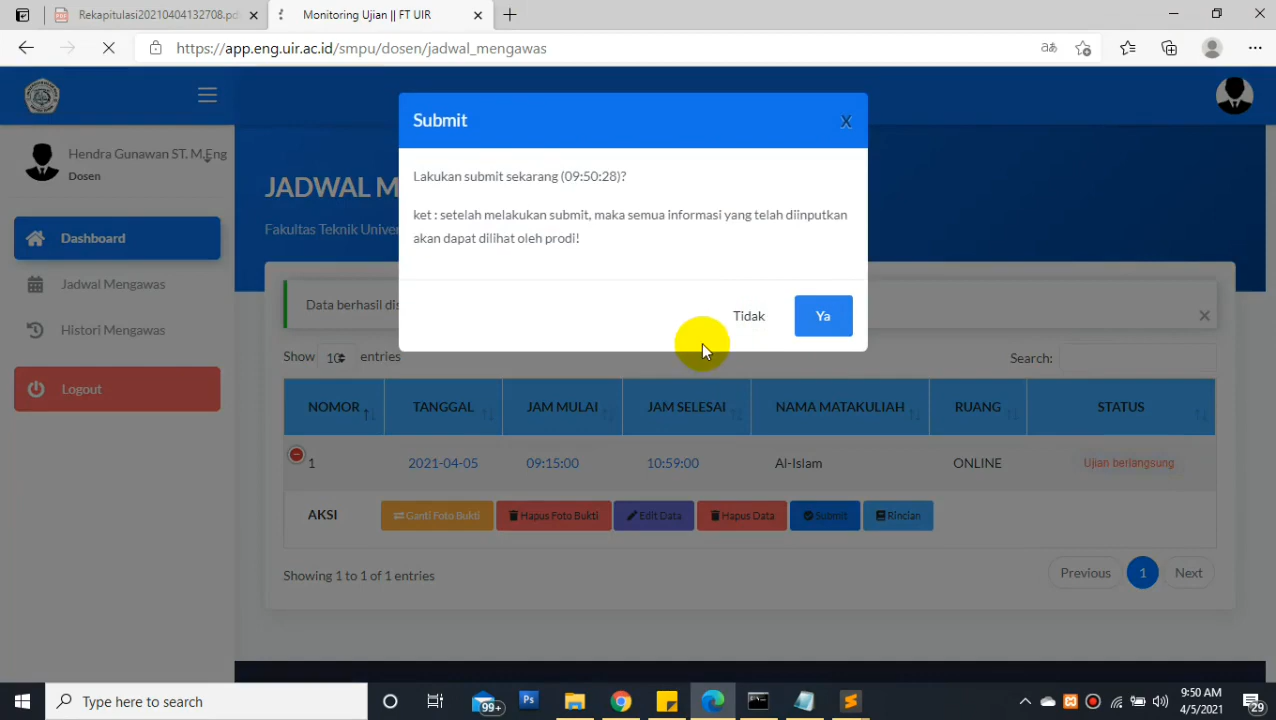 Rekapitulasi20210404132708.pd
Monitoring Ujian || FT UIR
https://app.eng.uir.ac.id/smpu/dosen/jadwal_mengawas
Submit
X
Hendra Gunawan ST. M.Eng
Dosen
Lakukan submit sekarang (09:50:28)?
JADWAL M
ket : setelah melakukan submit, maka semua informasi yang telah diinputkan
akan dapat dilihat oleh prodi!
Fakultas Teknik Univer
Dashboard
Jadwal Mengawas
Data berhasil dis
Tidak
Ya
Histori Mengawas
Show 10 entries
Search:
Logout
NOMOR TANGGAL JAM MULAI JAM SELESAI NAMA MATAKULIAH RUANG STATUS
1 2021-04-05 09:15:00 10:59:00 Al-Islam ONLINE Ujian berlangsung
AKSI Ganti Foto Bukti Hapus Foto Bukti Edit Data Hapus Data Submit Rincian
Showing 1 to 1 of 1 entries
Previous 1 Next
Type here to search
99+
Ps
9:50 AM
4/5/2021
29